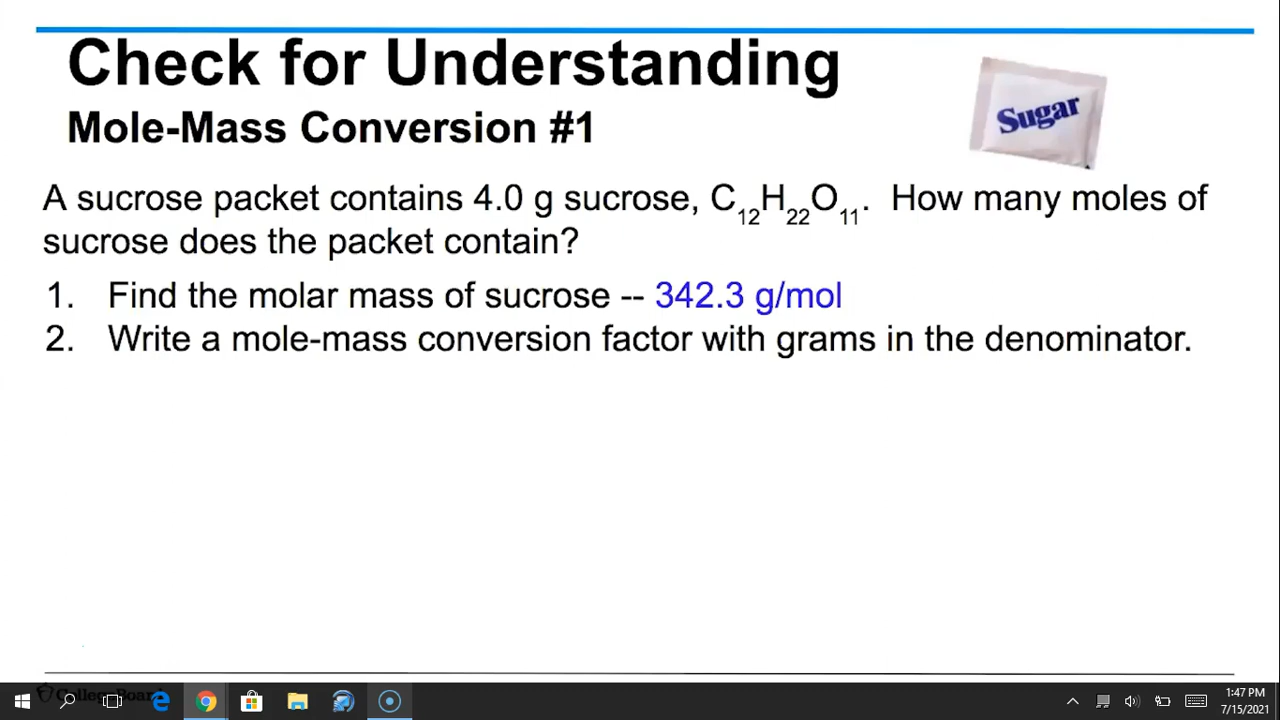 Check for Understanding
Mole-Mass Conversion #1
Sugar
A sucrose packet contains 4.0 g sucrose, C12H22O11. How many moles of
sucrose does the packet contain?
1. Find the molar mass of sucrose -- 342.3 g/mol
2. Write a mole-mass conversion factor with grams in the denominator.
CollegeBoard
1:47 PM
7/15/2021